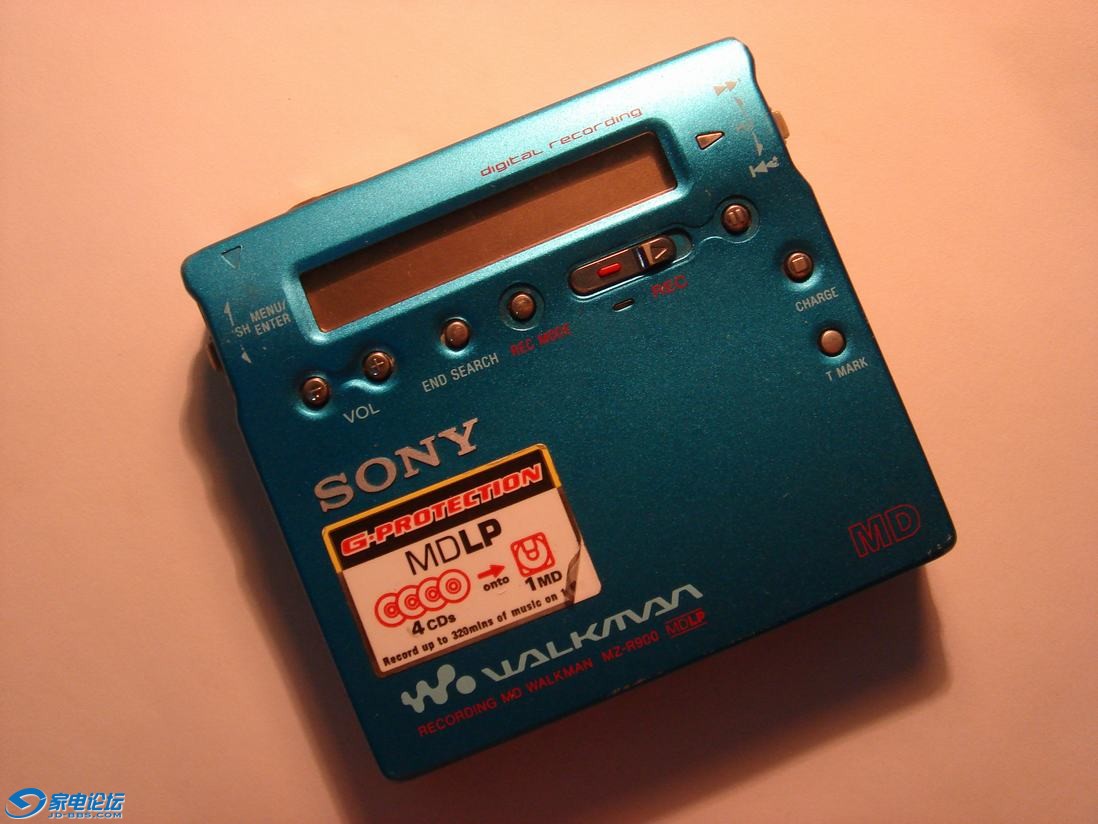 digital recording
MENU/
ENTER
VOL
END SEARCH
REC MODE
REC
CHARGE
T MARK
SONY
G-PROTECTION
MDLP
4 CDs
onto
1 MD
Record up to 320mins of music on
MD
WALKMAN
RECORDING MD WALKMAN MZ-R900 MDLP
家电论坛
JD-BBS.COM